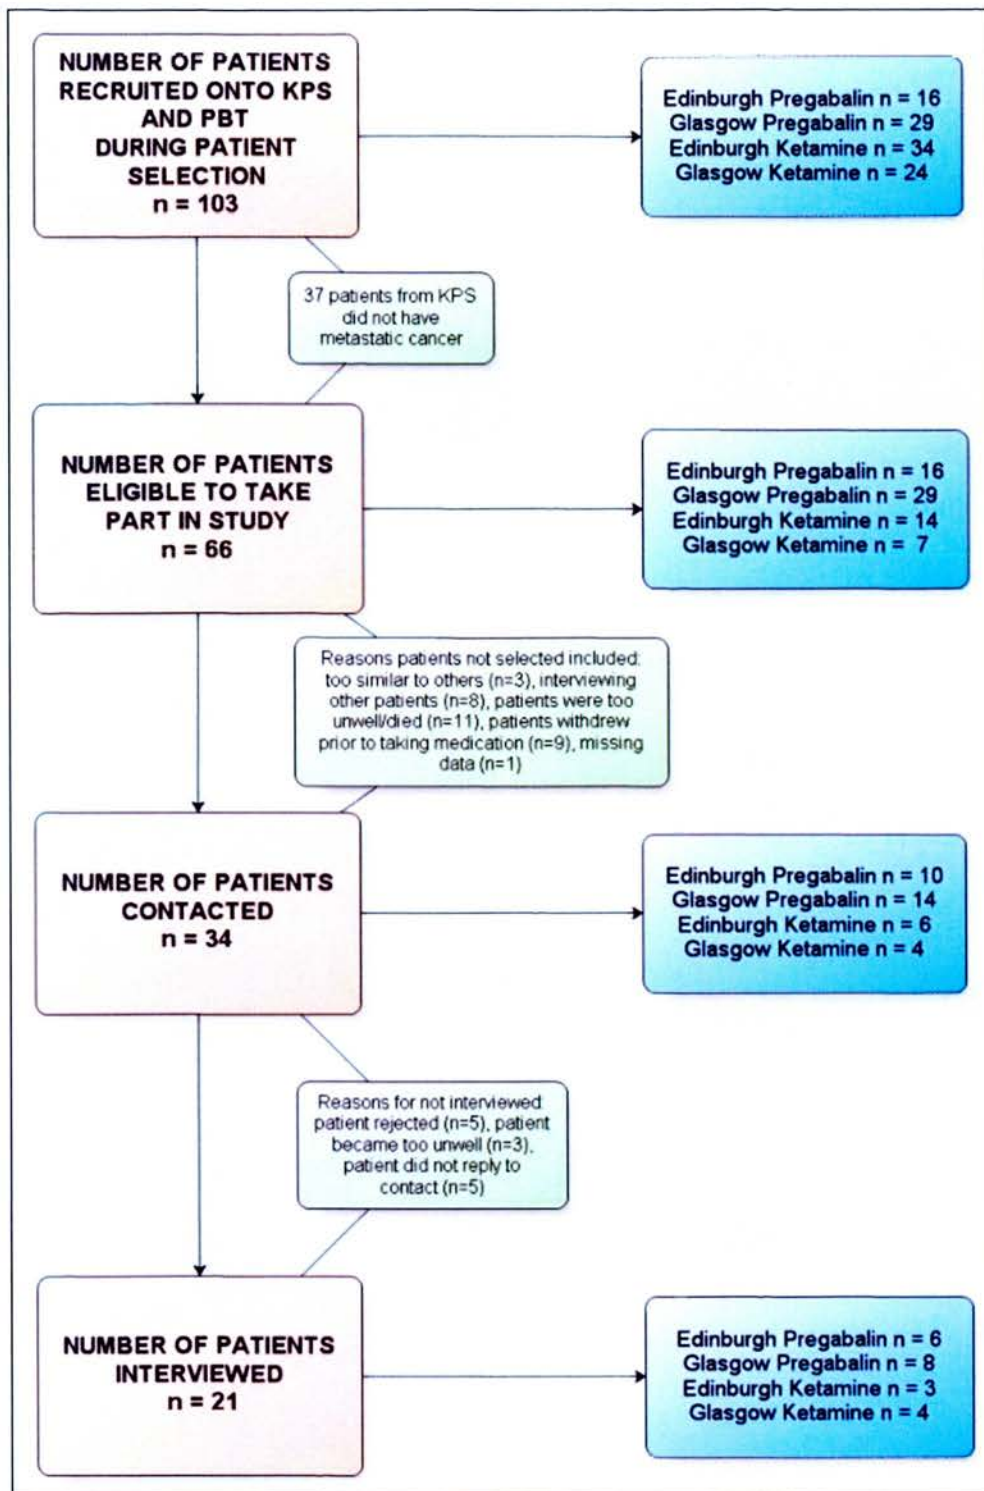 NUMBER OF PATIENTS
RECRUITED ONTO KPS
AND PBT
DURING PATIENT
SELECTION
n = 103
Edinburgh Pregabalin n = 16
Glasgow Pregabalin n = 29
Edinburgh Ketamine n = 34
Glasgow Ketamine n = 24
37 patients from KPS
did not have
metastatic cancer
NUMBER OF PATIENTS
ELIGIBLE TO TAKE
PART IN STUDY
n = 66
Edinburgh Pregabalin n = 16
Glasgow Pregabalin n = 29
Edinburgh Ketamine n = 14
Glasgow Ketamine n = 7
Reasons patients not selected included:
too similar to others (n=3), interviewing
other patients (n=8), patients were too
unwell/died (n=11), patients withdrew
prior to taking medication (n=9), missing
data (n=1)
NUMBER OF PATIENTS
CONTACTED
n = 34
Edinburgh Pregabalin n = 10
Glasgow Pregabalin n = 14
Edinburgh Ketamine n = 6
Glasgow Ketamine n = 4
Reasons for not interviewed
patient rejected (n=5), patient
became too unwell (n=3),
patient did not reply to
contact (n=5)
NUMBER OF PATIENTS
INTERVIEWED
n = 21
Edinburgh Pregabalin n = 6
Glasgow Pregabalin n = 8
Edinburgh Ketamine n = 3
Glasgow Ketamine n = 4